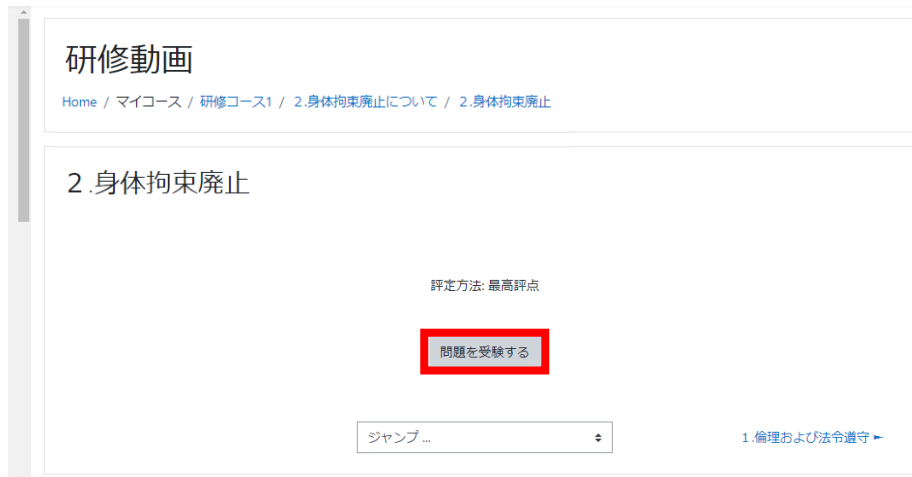 研修動画
Home / マイコース / 研修コース1 / 2.身体拘束廃止について / 2.身体拘束廃止
2.身体拘束廃止
評定方法: 最高評点
問題を受験する
ジャンプ ...
1.倫理および法令遵守 ►